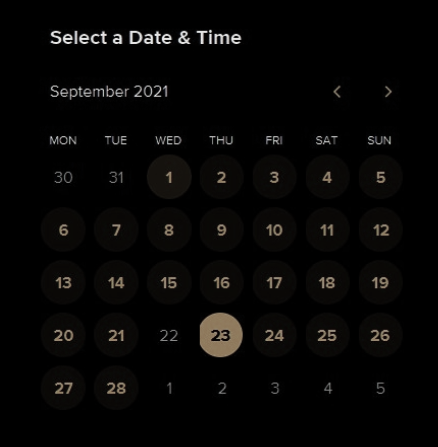 Select a Date & Time
September 2021
MON TUE WED THU FRI SAT SUN
30 31 1 2 3 4 5
6 7 8 9 10 11 12
13 14 15 16 17 18 19
20 21 22 23 24 25 26
27 28 1 2 3 4 5